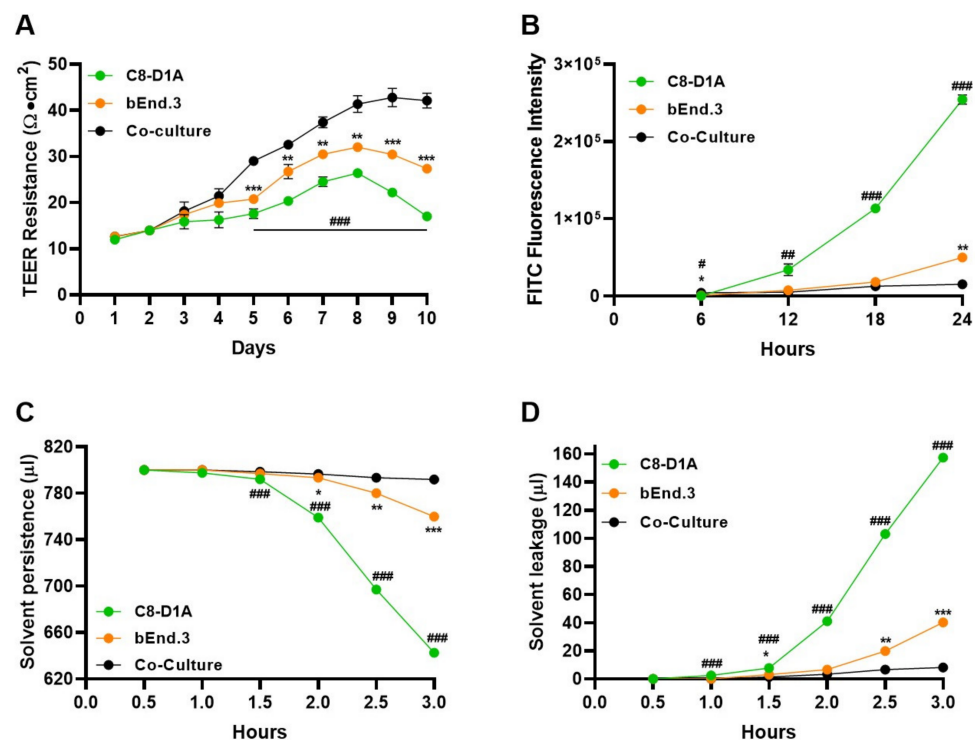 A
TEER Resistance (Ω•cm²)
50
40
30
20
10
0
C8-D1A
bEnd.3
Co-culture
***
**
**
**
***
***
###
0 1 2 3 4 5 6 7 8 9 10
Days
B
FITC Fluorescence Intensity
3×10⁵
2×10⁵
1×10⁵
0
C8-D1A
bEnd.3
Co-Culture
#
*
##
###
###
**
0 6 12 18 24
Hours
C
Solvent persistence (µl)
820
780
740
700
660
620
###
*
###
**
###
***
###
C8-D1A
bEnd.3
Co-Culture
0.0 0.5 1.0 1.5 2.0 2.5 3.0
Hours
D
Solvent leakage (µl)
160
140
120
100
80
60
40
20
0
C8-D1A
bEnd.3
Co-Culture
###
###
*
###
###
**
###
***
0.0 0.5 1.0 1.5 2.0 2.5 3.0
Hours